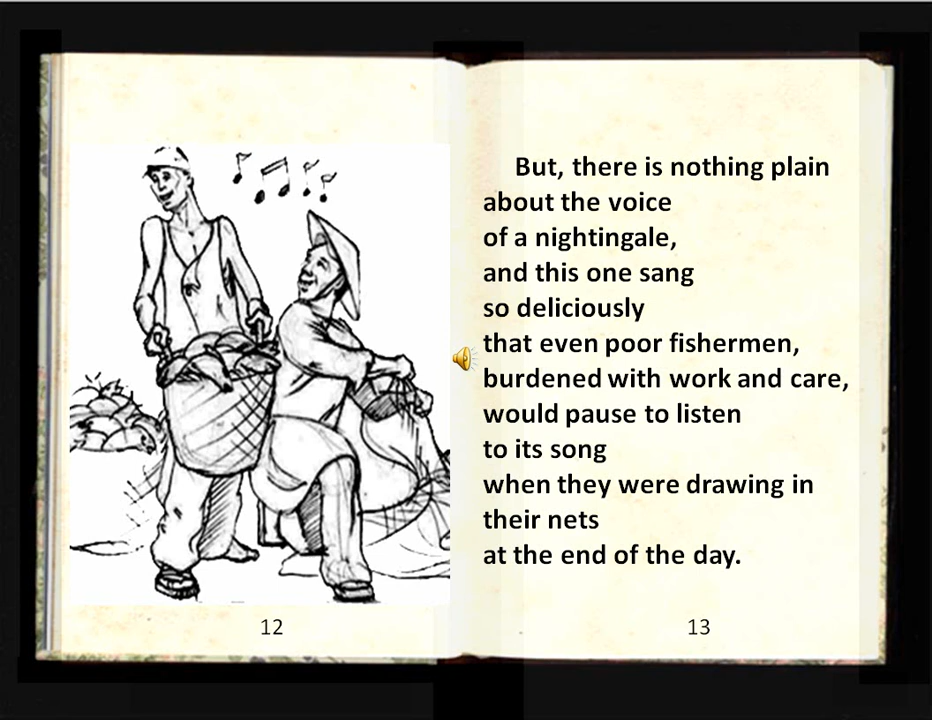 But, there is nothing plain
about the voice
of a nightingale,
and this one sang
so deliciously
that even poor fishermen,
burdened with work and care,
would pause to listen
to its song
when they were drawing in
their nets
at the end of the day.
12
13